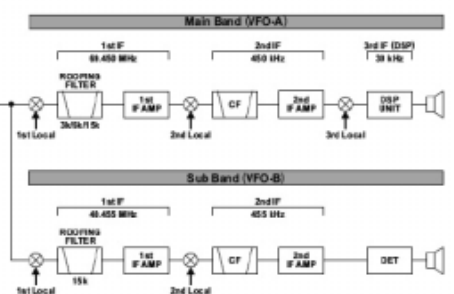 Main Band (VFO-A)
1st IF
69.450 MHz
2nd IF
450 kHz
3rd IF (DSP)
30 kHz
ROOFING
FILTER
3k/6k/15k
1st
IF AMP
CF
2nd
IF AMP
DSP
UNIT
1st Local
2nd Local
3rd Local
Sub Band (VFO-B)
1st IF
40.455 MHz
2nd IF
455 kHz
ROOFING
FILTER
15k
1st
IF AMP
CF
2nd
IF AMP
DET
1st Local
2nd Local